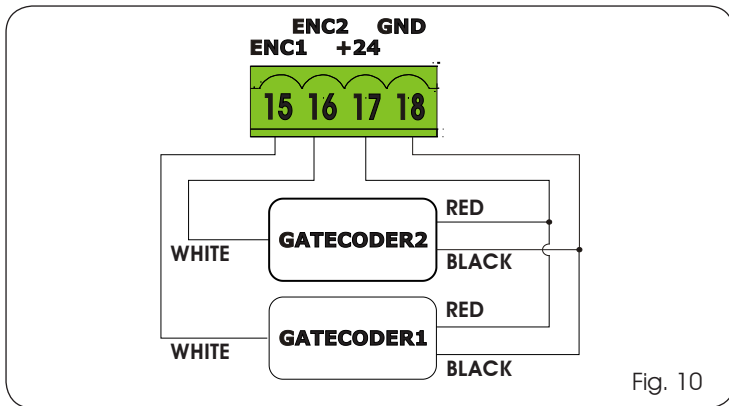 ENC2 GND
ENC1 +24
15 16 17 18
RED
GATECODER2
WHITE
BLACK
RED
GATECODER1
WHITE
BLACK
Fig. 10